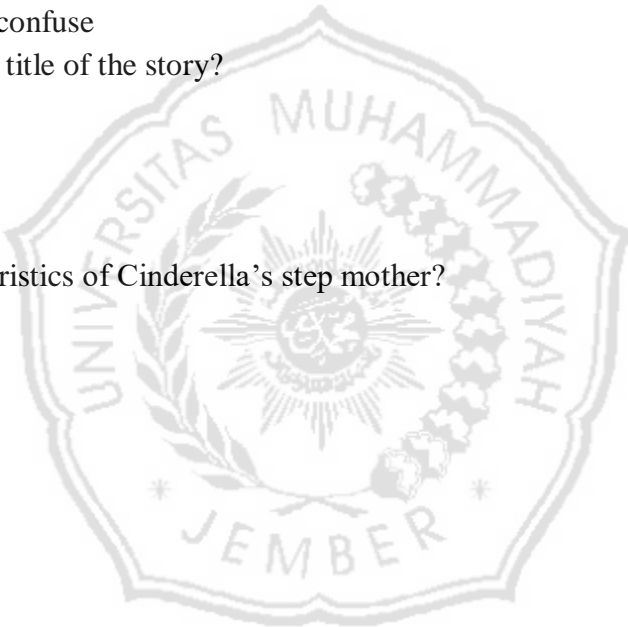 confuse
title of the story?
UNIVERSITAS MUHAMMADIYAH
ristics of Cinderella’s step mother?
* JEMBER *